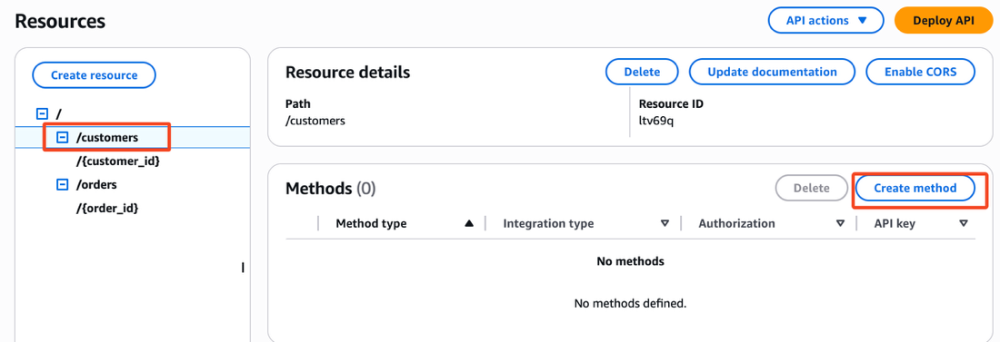 Resources
API actions
Deploy API
Create resource
/
/customers
/{customer_id}
/orders
/{order_id}
Resource details
Delete
Update documentation
Enable CORS
Path
/customers
Resource ID
ltv69q
Methods (0)
Delete
Create method
Method type
Integration type
Authorization
API key
No methods
No methods defined.